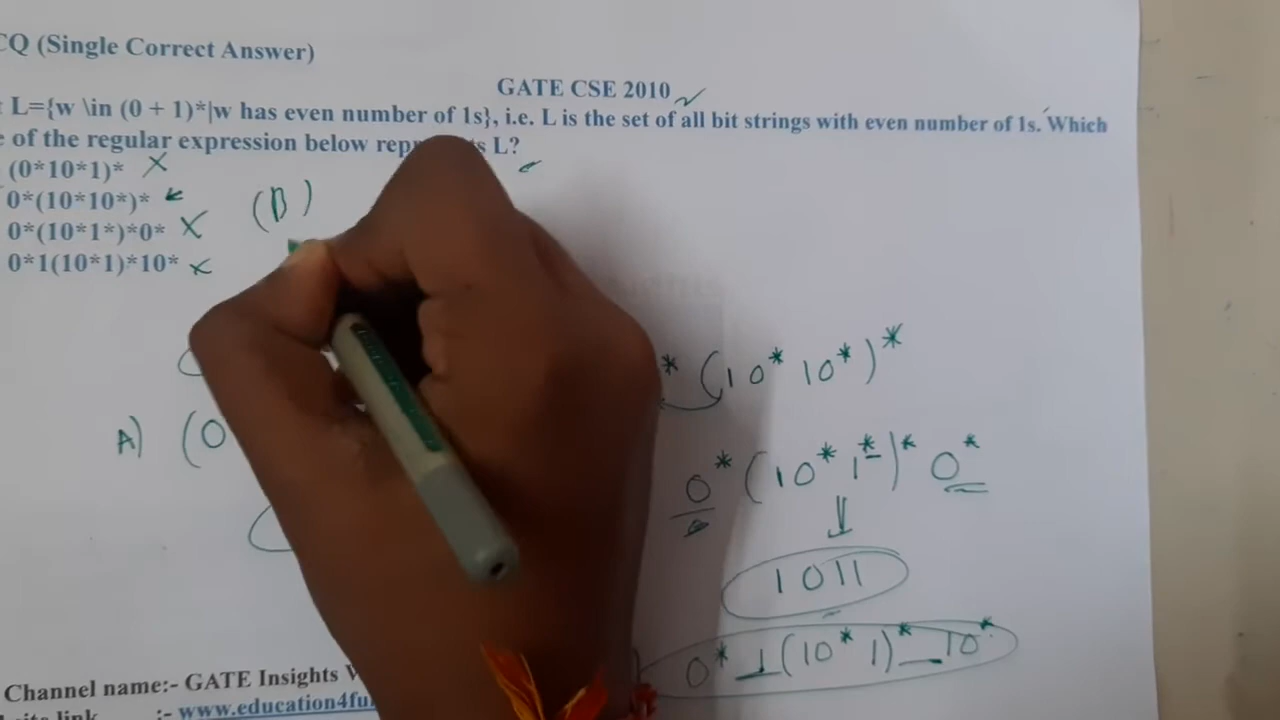 CQ (Single Correct Answer)
GATE CSE 2010
L={w \in (0 + 1)*|w has even number of 1s}, i.e. L is the set of all bit strings with even number of 1s. Which
of the regular expression below L?
(0*10*1)*
0*(10*10*)*
0*(10*1*)*0*
0*1(10*1)*10*
(B)
* (10* 10*)*
A) (0
0* (10* 1*)* 0*
1011
0* 1(10* 1)* 10*
Channel name:- GATE Insights
link :- www.education4fu